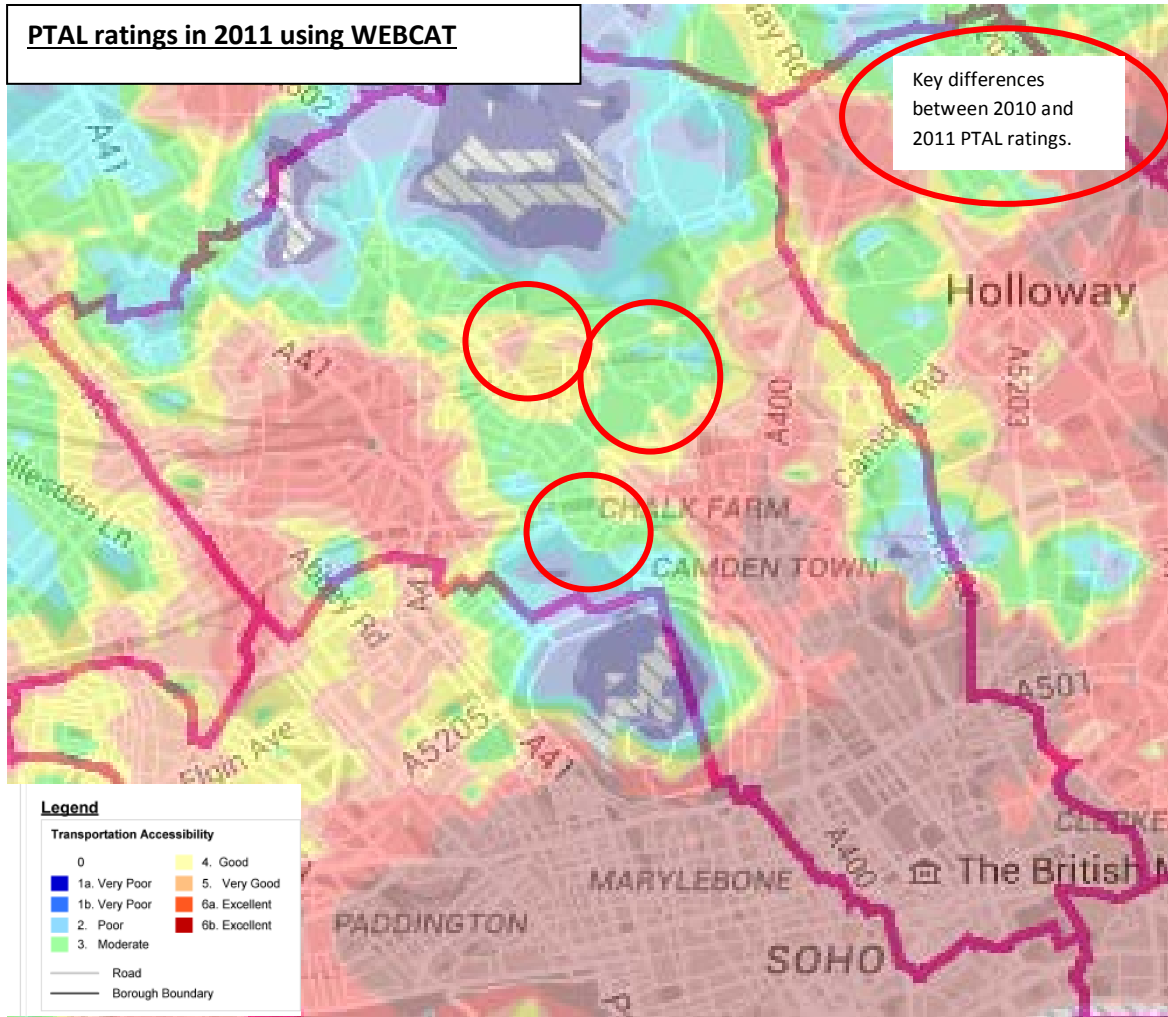 PTAL ratings in 2011 using WEBCAT
Key differences
between 2010 and
2011 PTAL ratings.
A41
Holloway
A41
A400
A5203
Camden Rd
CHALK FARM
CAMDEN TOWN
Abbey Rd
A41
A501
A5205
A41
Elgin Ave
A400
The British M
MARYLEBONE
PADDINGTON
SOHO
Legend
Transportation Accessibility
0
1a. Very Poor
1b. Very Poor
2. Poor
3. Moderate
4. Good
5. Very Good
6a. Excellent
6b. Excellent
Road
Borough Boundary